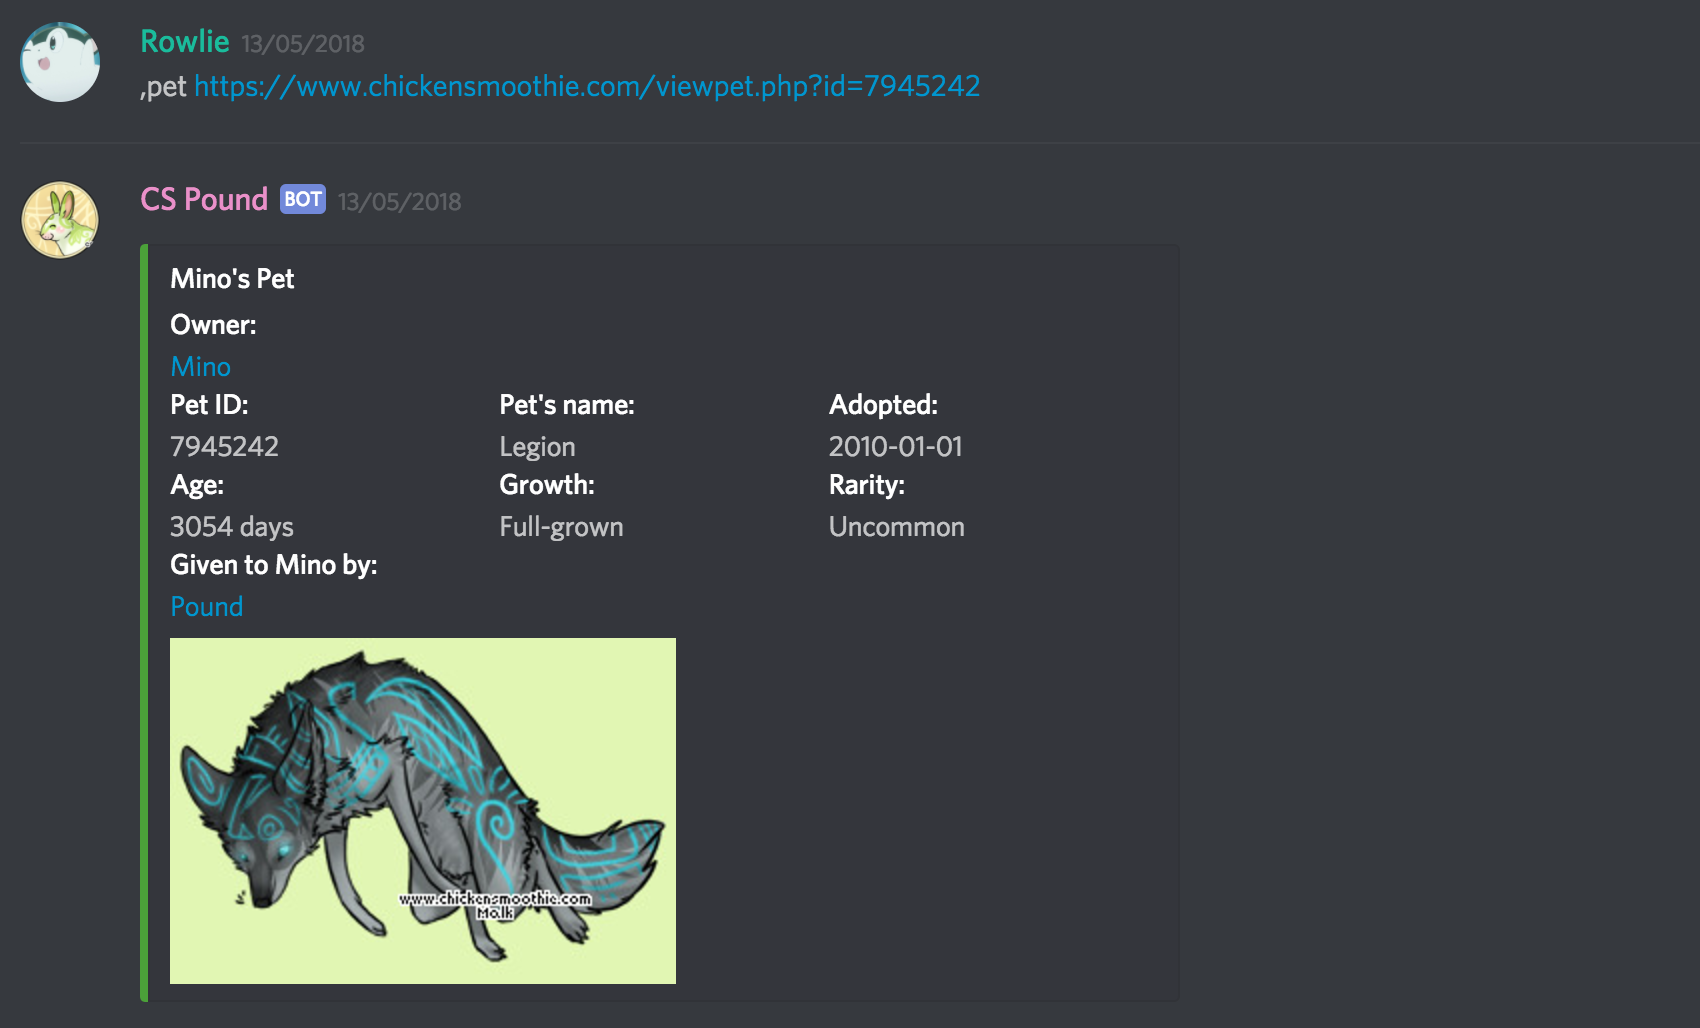 Rowlie 13/05/2018
,pet https://www.chickensmoothie.com/viewpet.php?id=7945242
CS Pound BOT 13/05/2018
Mino's Pet
Owner:
Mino
Pet ID: Pet's name: Adopted:
7945242 Legion 2010-01-01
Age: Growth: Rarity:
3054 days Full-grown Uncommon
Given to Mino by:
Pound
www.chickensmoothie.com
Mo.lk